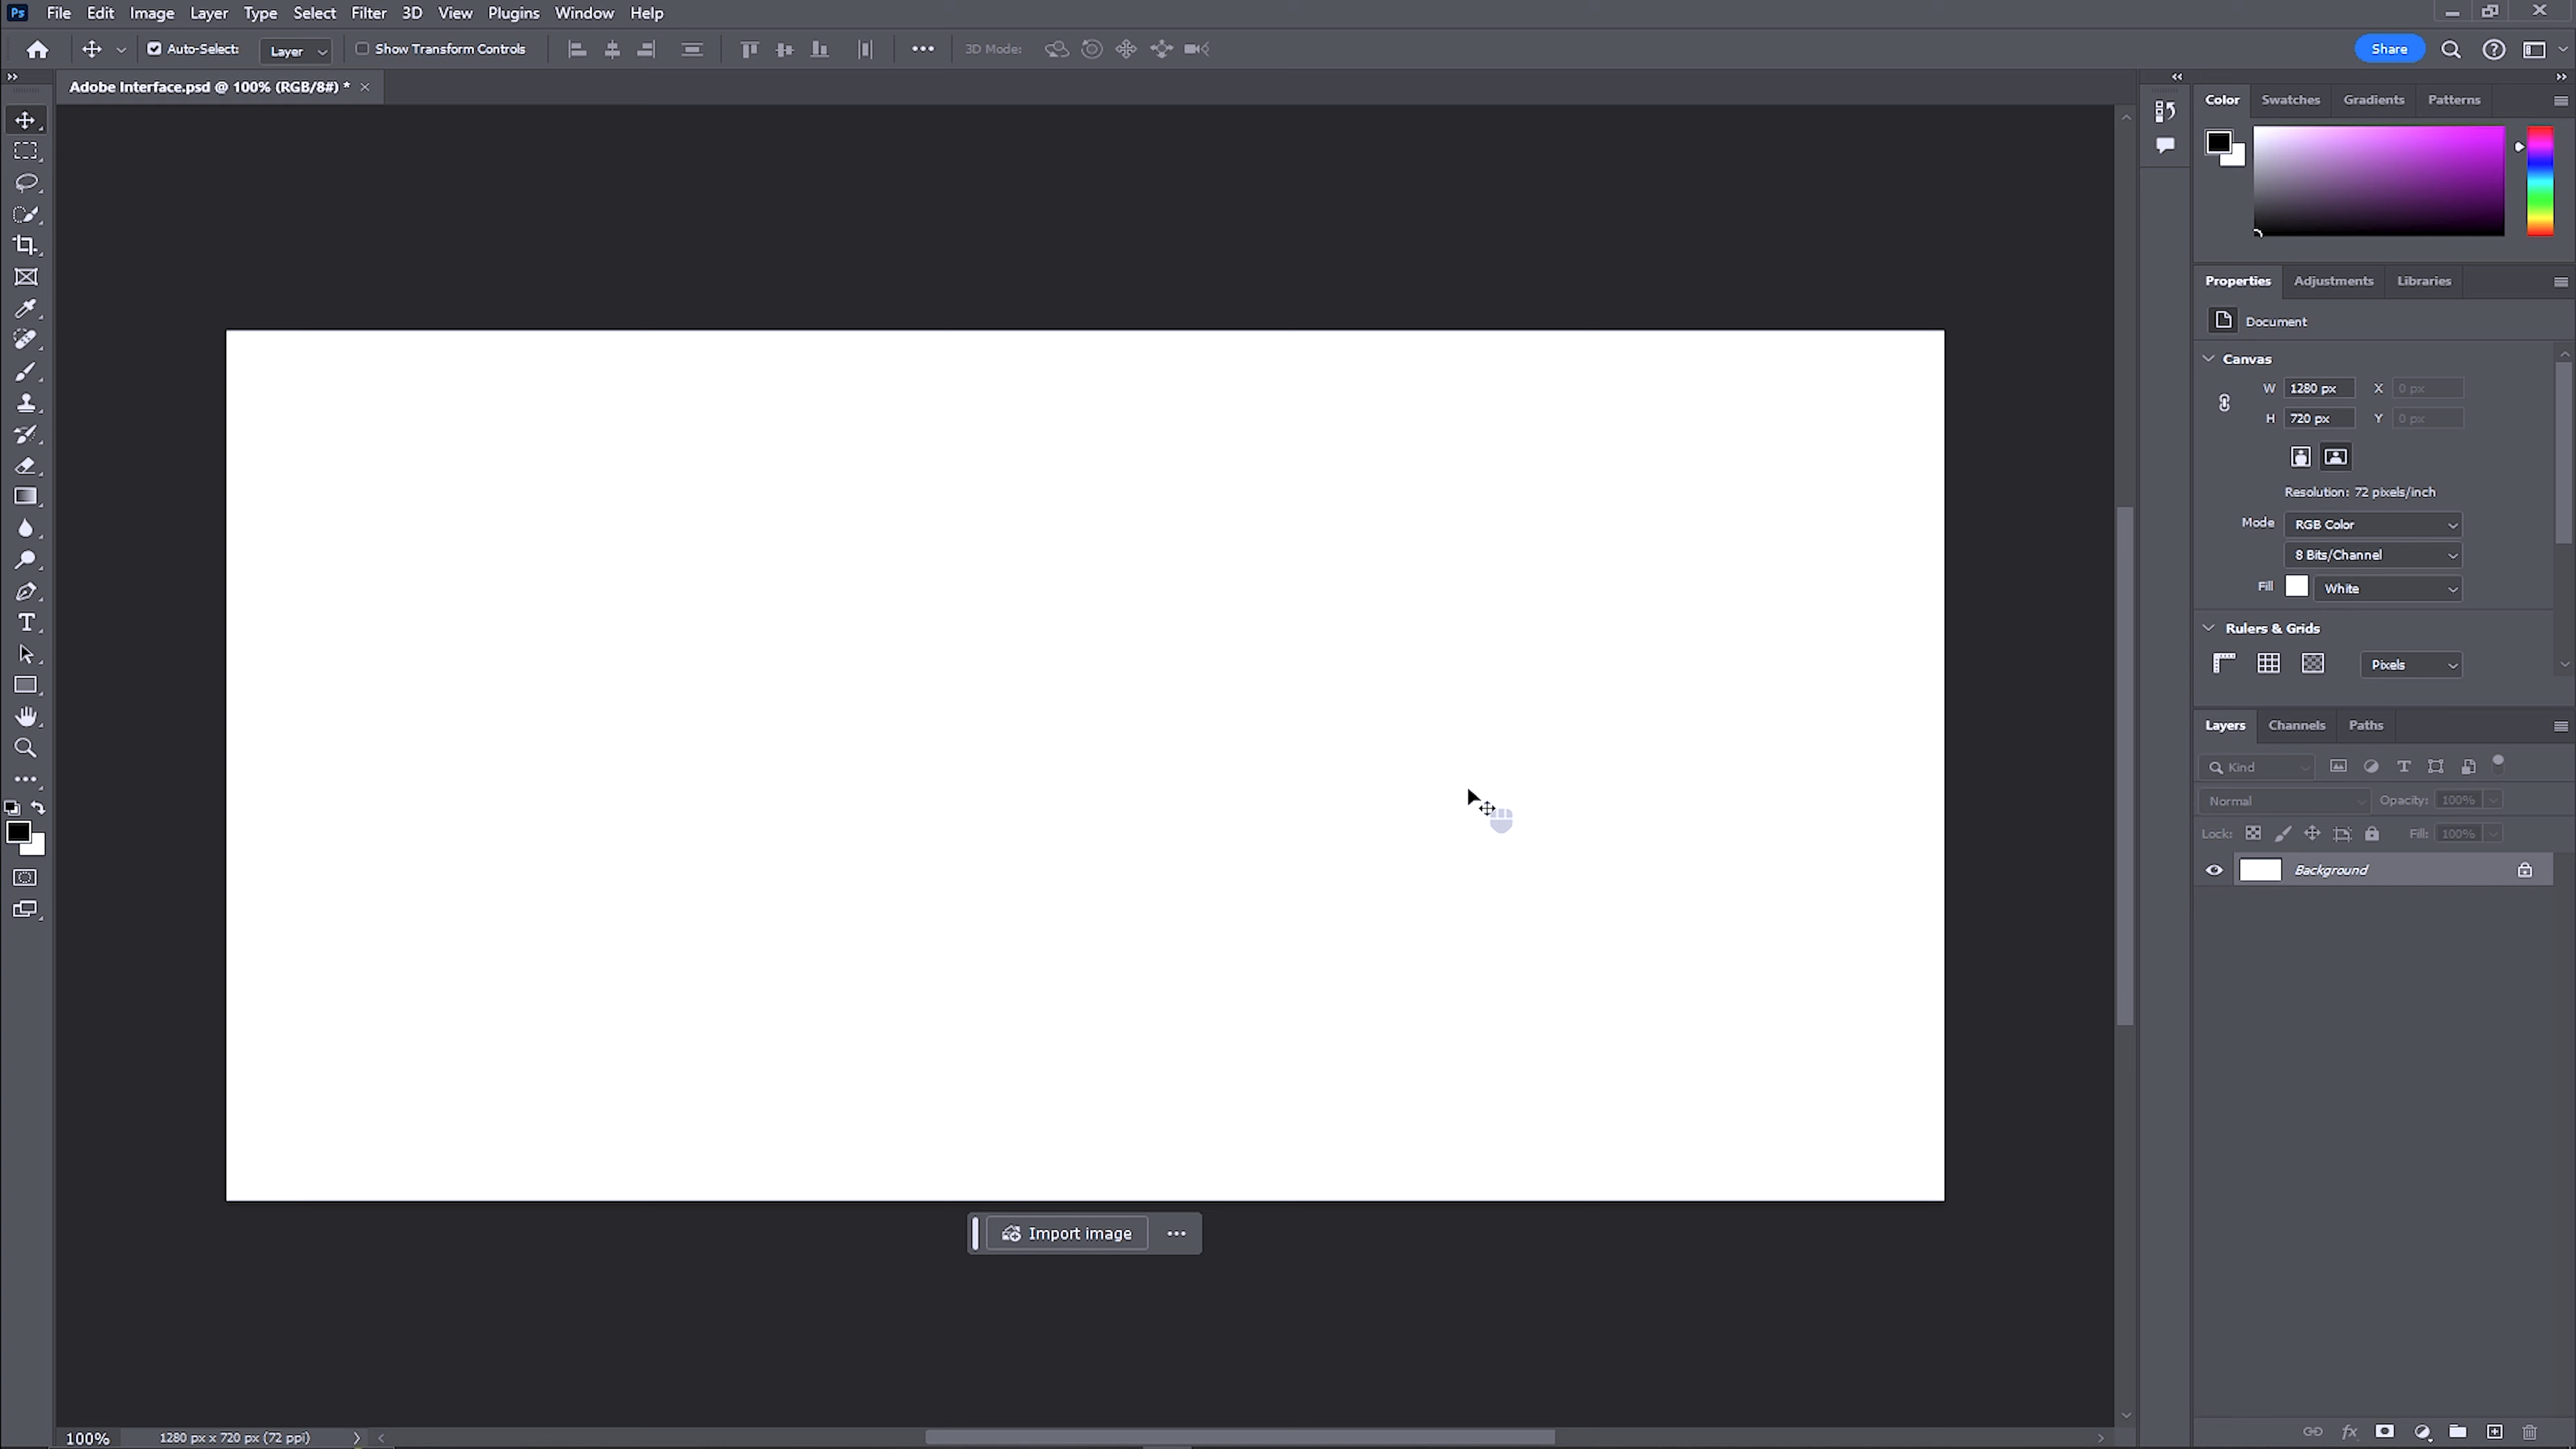 Ps File Edit Image Layer Type Select Filter 3D View Plugins Window Help
Auto-Select: Layer Show Transform Controls 3D Mode: Share
Adobe Interface.psd @ 100% (RGB/8#) *
Color Swatches Gradients Patterns
Properties Adjustments Libraries
Document
Canvas
W 1280 px X 0 px
H 720 px Y 0 px
Resolution: 72 pixels/inch
Mode RGB Color
8 Bits/Channel
Fill White
Rulers & Grids
Pixels
Layers Channels Paths
Kind
Normal Opacity: 100%
Lock: Fill: 100%
Background
Import image
100% 1280 px x 720 px (72 ppi)